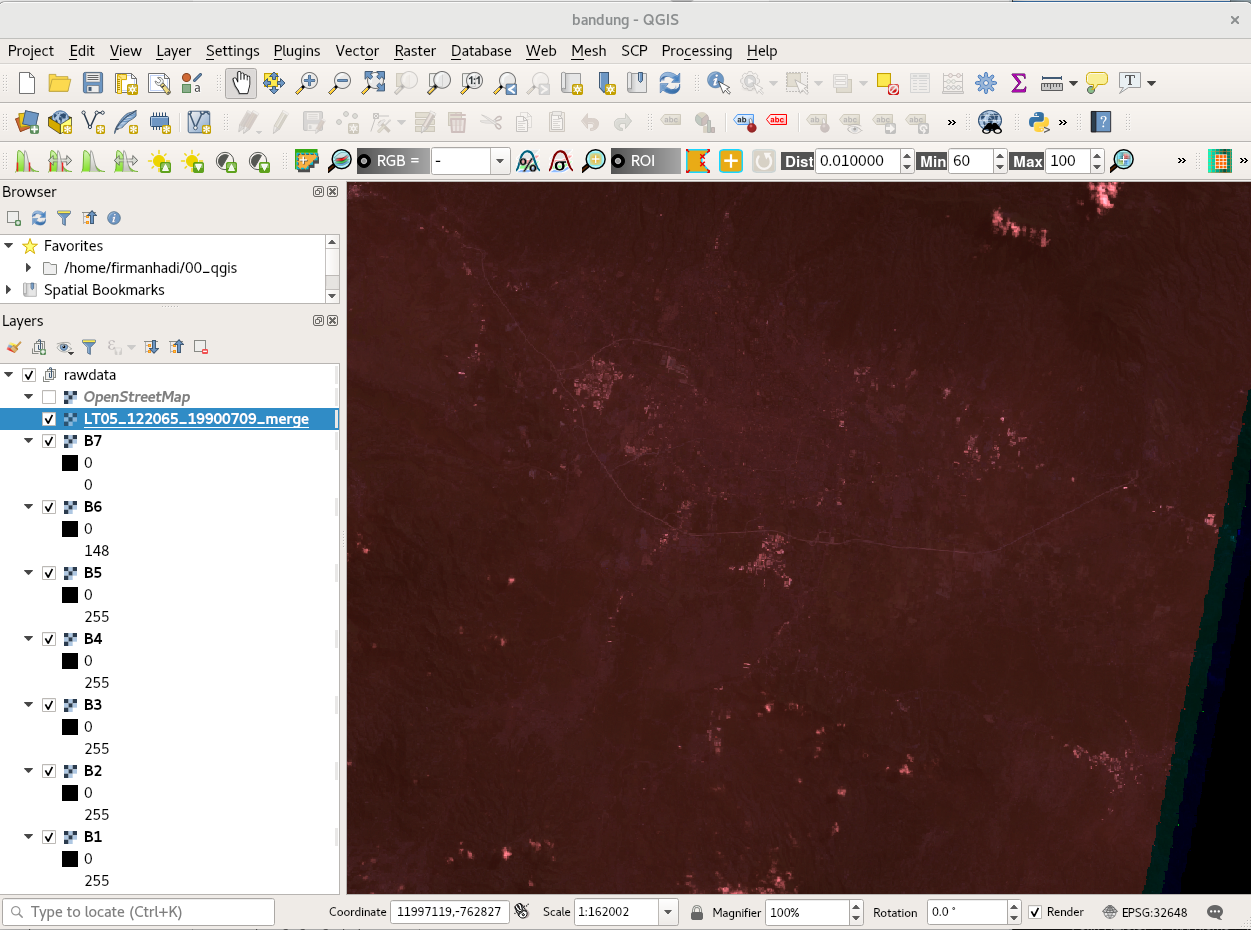 bandung - QGIS
Project Edit View Layer Settings Plugins Vector Raster Database Web Mesh SCP Processing Help
RGB = - ROI Dist 0.010000 Min 60 Max 100
Browser
Favorites
/home/firmanhadi/00_qgis
Spatial Bookmarks
Layers
rawdata
OpenStreetMap
LT05_122065_19900709_merge
B7
0
0
B6
0
148
B5
0
255
B4
0
255
B3
0
255
B2
0
255
B1
0
255
Type to locate (Ctrl+K) Coordinate 11997119,-762827 Scale 1:162002 Magnifier 100% Rotation 0.0 ° Render EPSG:32648